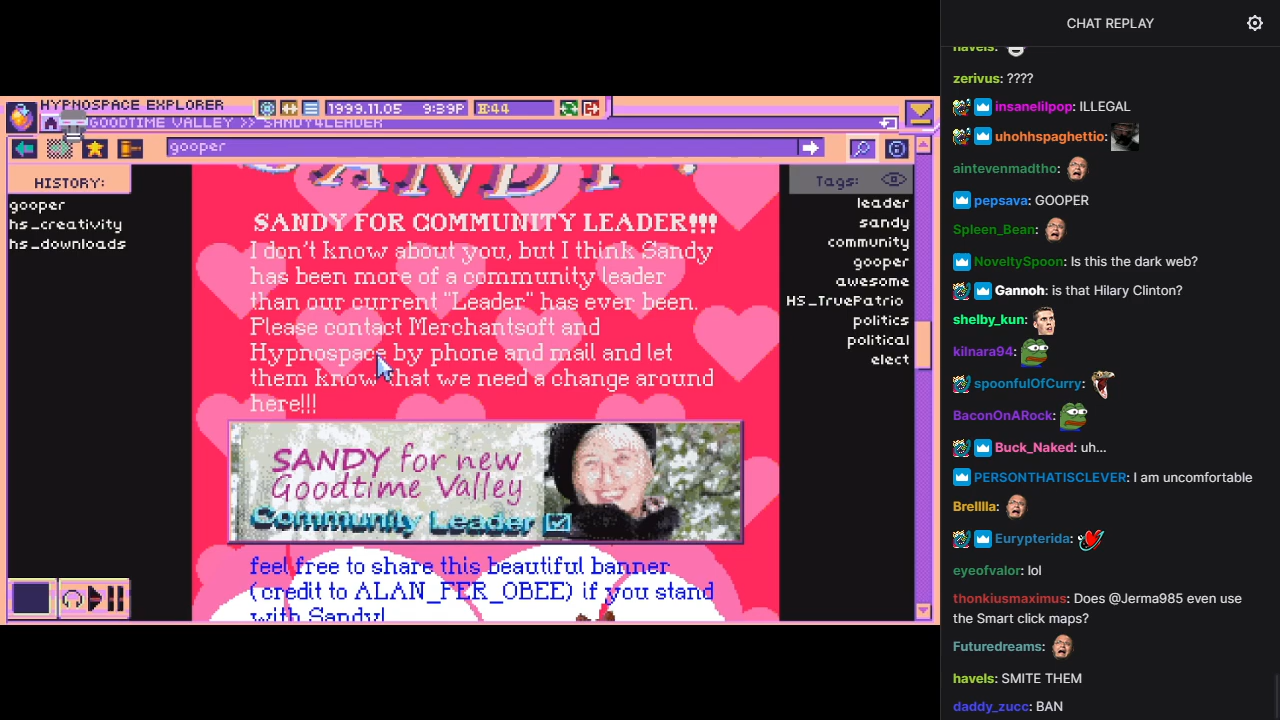 CHAT REPLAY
HYPNOSPACE EXPLORER
1999.11.05 9:39P
:44
GOODTIME VALLEY >> SANDY4LEADER
gooper
HISTORY:
gooper
hs_creativity
hs_downloads
SANDY
SANDY FOR COMMUNITY LEADER!!!
I don't know about you, but I think Sandy
has been more of a community leader
than our current "Leader" has ever been.
Please contact Merchantsoft and
Hypnospace by phone and mail and let
them know that we need a change around
here!!!
SANDY for new
Goodtime Valley
Community Leader
feel free to share this beautiful banner
(credit to ALAN_FER_OBEE) if you stand
with Sandy!
Tags:
leader
sandy
community
gooper
awesome
HS_TruePatrio
politics
political
elect
havels:
zerivus: ????
insanelilpop: ILLEGAL
uhohhspaghettio:
aintevenmadtho:
pepsava: GOOPER
Spleen_Bean:
NoveltySpoon: Is this the dark web?
Gannoh: is that Hilary Clinton?
shelby_kun:
kilnara94:
spoonfulOfCurry:
BaconOnARock:
Buck_Naked: uh...
PERSONTHATISCLEVER: I am uncomfortable
Brelllla:
Eurypterida:
eyeofvalor: lol
thonkiusmaximus: Does @Jerma985 even use
the Smart click maps?
Futuredreams:
havels: SMITE THEM
daddy_zucc: BAN